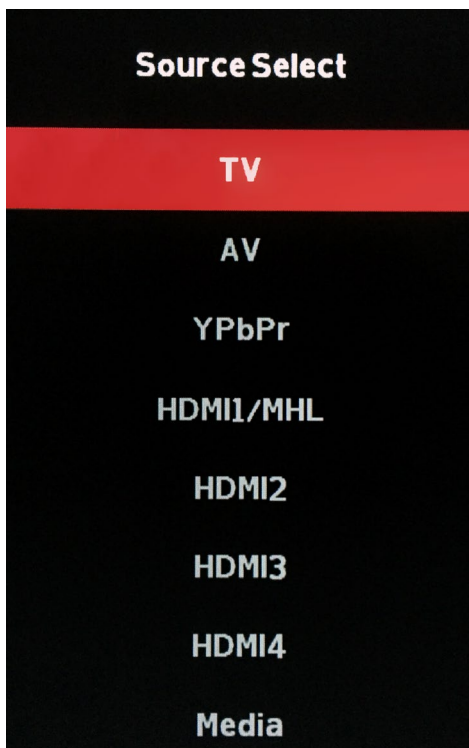 Source Select
TV
AV
YPbPr
HDMI1/MHL
HDMI2
HDMI3
HDMI4
Media